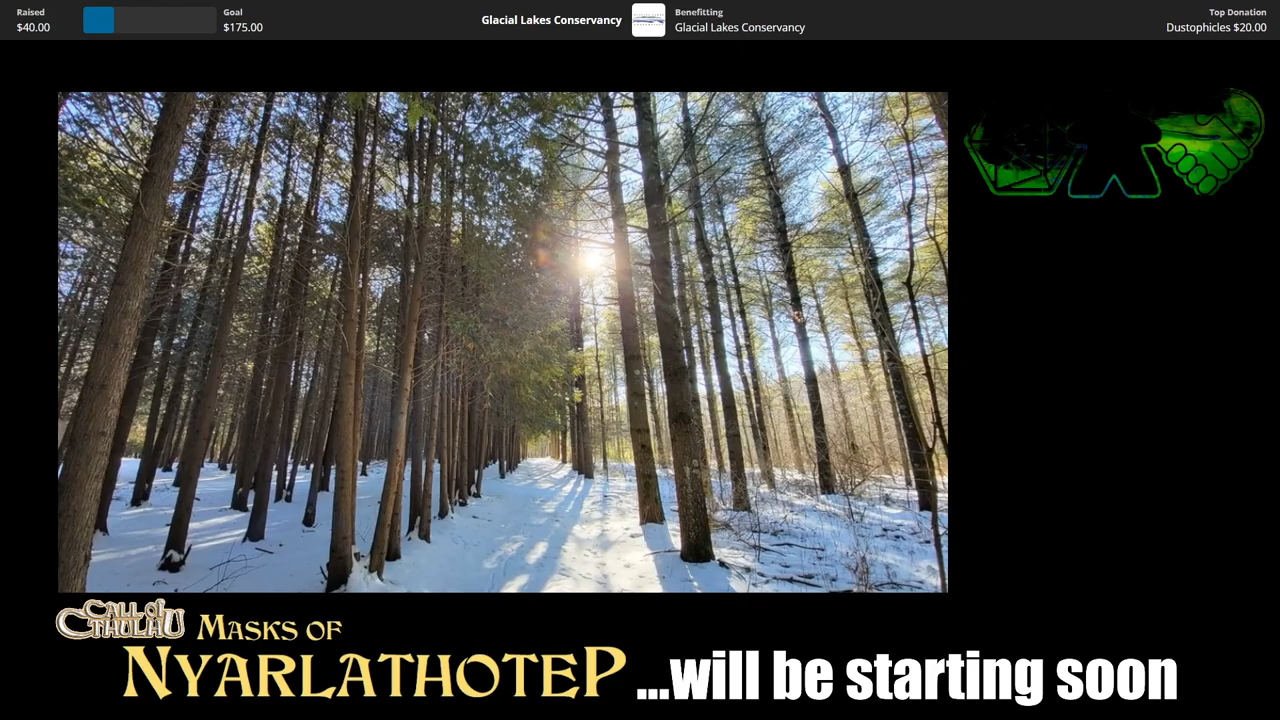 Raised
$40.00
Goal
$175.00
Glacial Lakes Conservancy
Benefitting
Glacial Lakes Conservancy
Top Donation
Dustophicles $20.00
CALL of CTHULHU
MASKS OF
NYARLATHOTEP ...will be starting soon